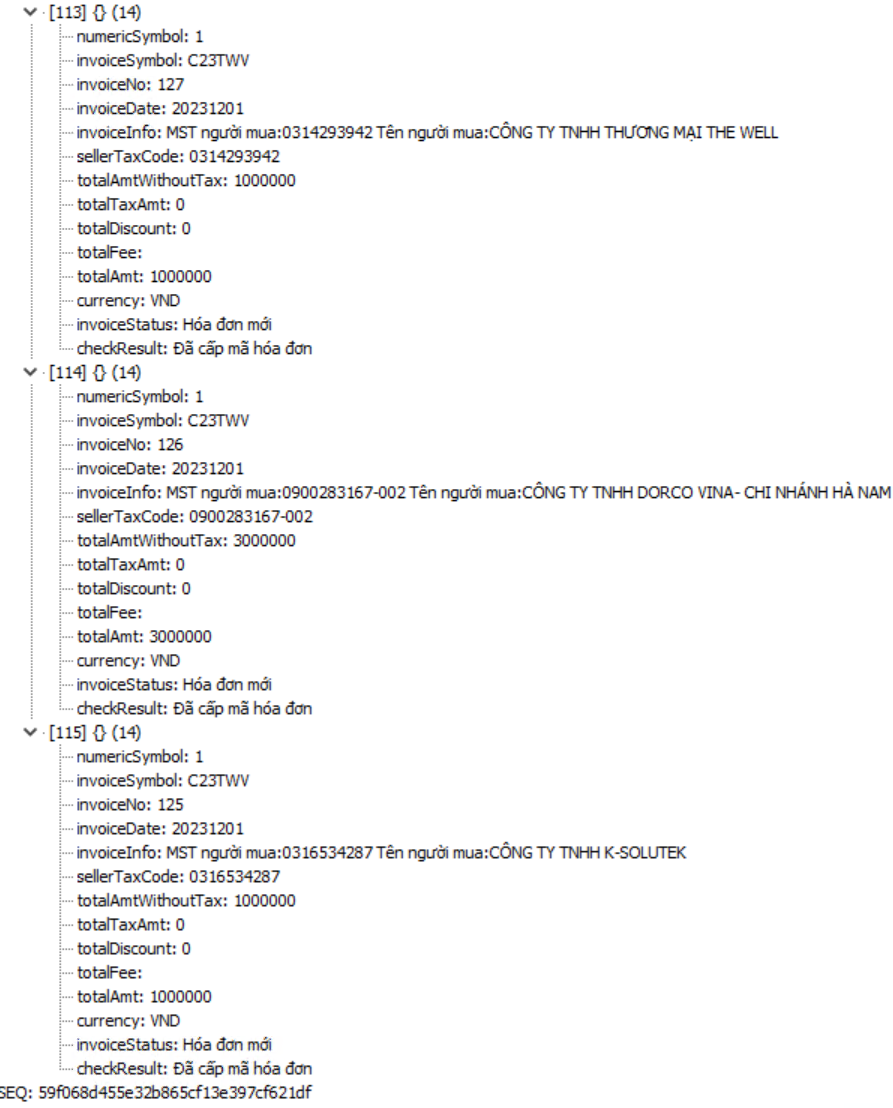 [113] {} (14)
numericSymbol: 1
invoiceSymbol: C23TWV
invoiceNo: 127
invoiceDate: 20231201
invoiceInfo: MST người mua:0314293942 Tên người mua:CÔNG TY TNHH THƯƠNG MẠI THE WELL
sellerTaxCode: 0314293942
totalAmtWithoutTax: 1000000
totalTaxAmt: 0
totalDiscount: 0
totalFee:
totalAmt: 1000000
currency: VND
invoiceStatus: Hóa đơn mới
checkResult: Đã cấp mã hóa đơn
[114] {} (14)
numericSymbol: 1
invoiceSymbol: C23TWV
invoiceNo: 126
invoiceDate: 20231201
invoiceInfo: MST người mua:0900283167-002 Tên người mua:CÔNG TY TNHH DORCO VINA- CHI NHÁNH HÀ NAM
sellerTaxCode: 0900283167-002
totalAmtWithoutTax: 3000000
totalTaxAmt: 0
totalDiscount: 0
totalFee:
totalAmt: 3000000
currency: VND
invoiceStatus: Hóa đơn mới
checkResult: Đã cấp mã hóa đơn
[115] {} (14)
numericSymbol: 1
invoiceSymbol: C23TWV
invoiceNo: 125
invoiceDate: 20231201
invoiceInfo: MST người mua:0316534287 Tên người mua:CÔNG TY TNHH K-SOLUTEK
sellerTaxCode: 0316534287
totalAmtWithoutTax: 1000000
totalTaxAmt: 0
totalDiscount: 0
totalFee:
totalAmt: 1000000
currency: VND
invoiceStatus: Hóa đơn mới
checkResult: Đã cấp mã hóa đơn
SEQ: 59f068d455e32b865cf13e397cf621df